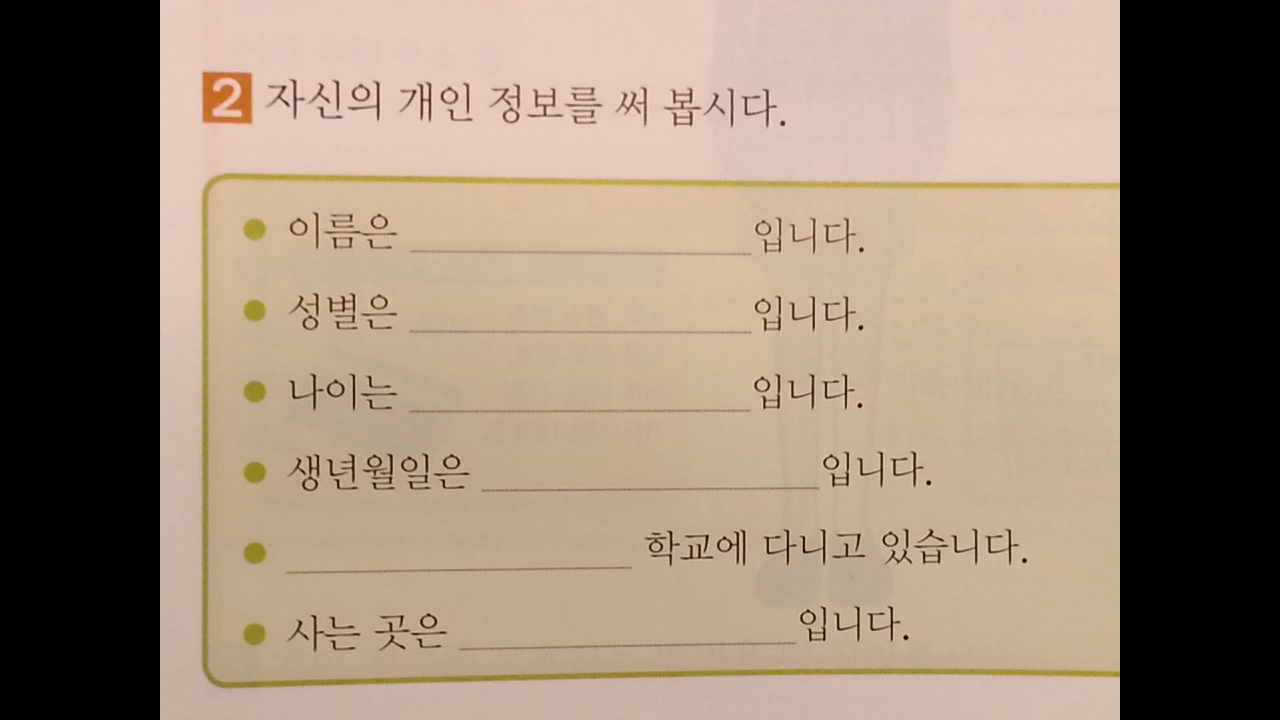 2 자신의 개인 정보를 써 봅시다.
이름은 입니다.
성별은 입니다.
나이는 입니다.
생년월일은 입니다.
학교에 다니고 있습니다.
사는 곳은 입니다.